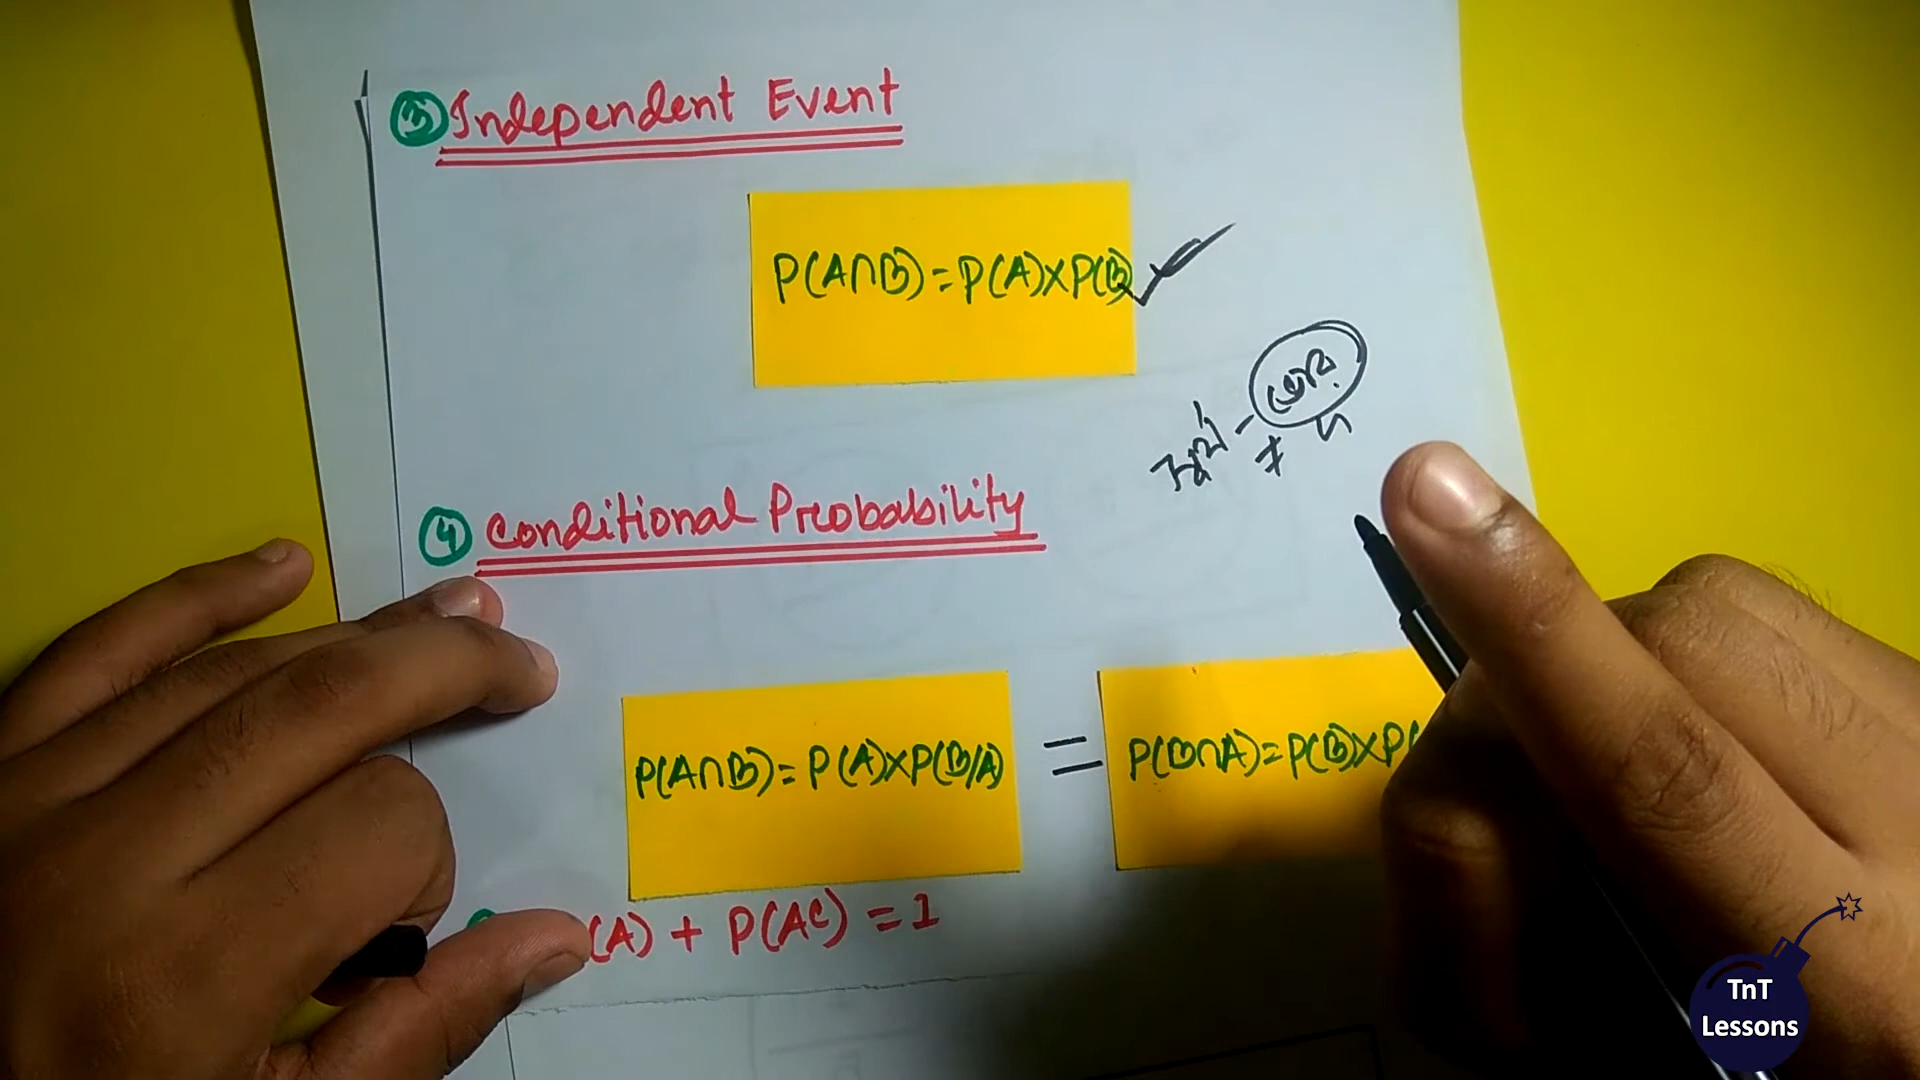 ③ Independent Event
P(A∩B)=P(A)×P(B)
④ Conditional Probability
P(A∩B)=P(A)×P(B/A) = P(B∩A)=P(B)×P(
(A) + P(Ac) = 1
TnT
Lessons